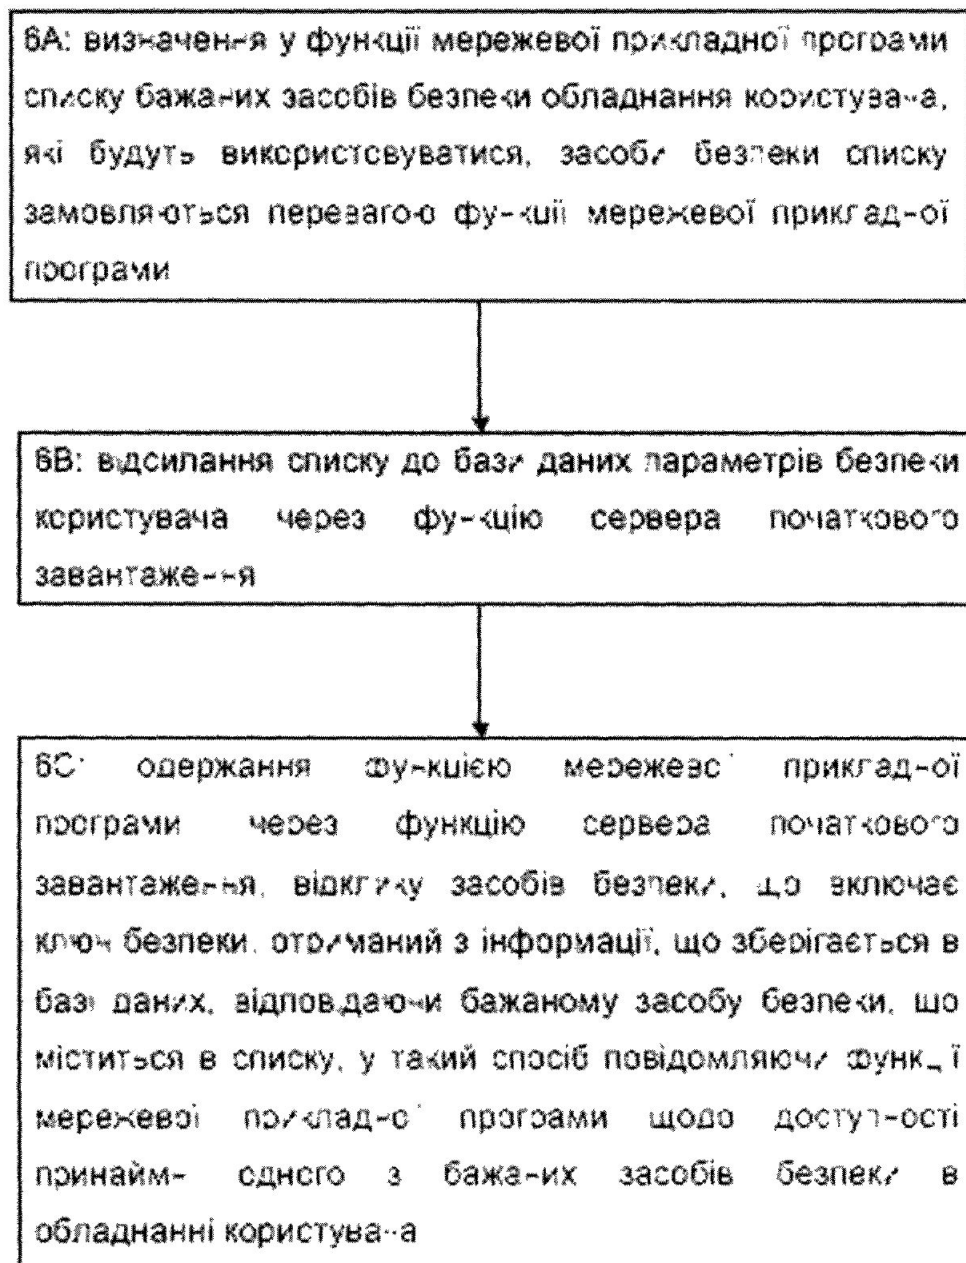 6A: визначення у функції мережевої прикладної програми
списку бажаних засобів безпеки обладнання користувача,
які будуть використовуватися, засоби безпеки списку
замовляються перевагою функції мережевої прикладної
програми
6B: відсилання списку до бази даних параметрів безпеки
користувача через функцію сервера початкового
завантаження
6C: одержання функцією мережевої прикладної
програми через функцію сервера початкового
завантаження, відклику засобів безпеки, що включає
ключ безпеки, отриманий з інформації, що зберігається в
базі даних, відповідаючи бажаному засобу безпеки, що
міститься в списку, у такий спосіб повідомляючи функції
мережевої прикладної програми щодо доступності
принаймні одного з бажаних засобів безпеки в
обладнанні користувача